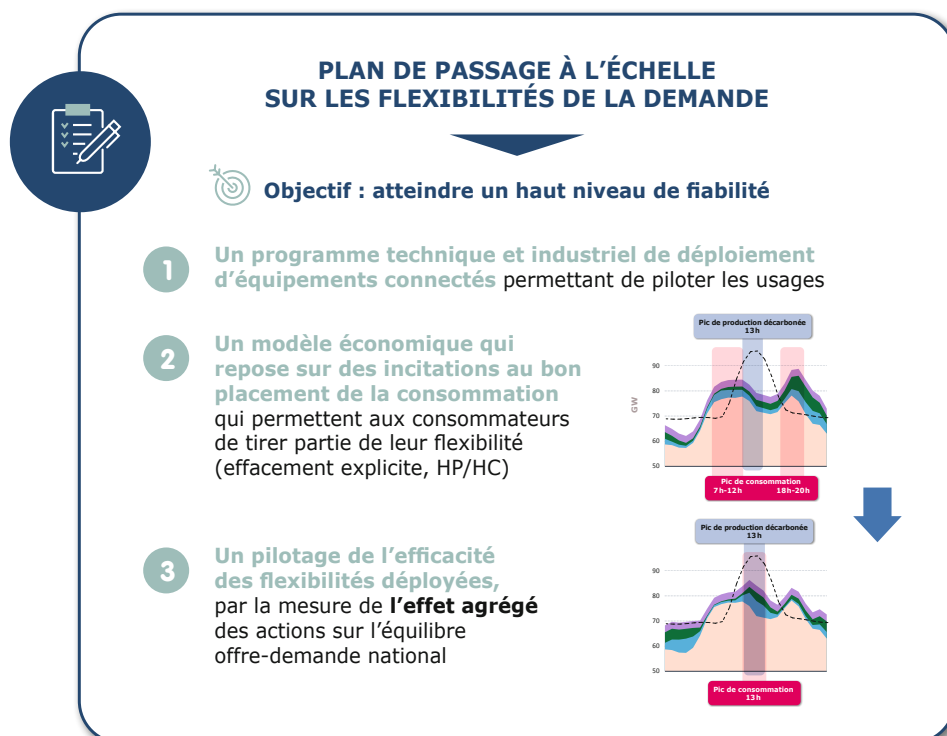 PLAN DE PASSAGE À L'ÉCHELLE
SUR LES FLEXIBILITÉS DE LA DEMANDE
Objectif : atteindre un haut niveau de fiabilité
1
Un programme technique et industriel de déploiement
d'équipements connectés permettant de piloter les usages
2
Un modèle économique qui
repose sur des incitations au bon
placement de la consommation
qui permettent aux consommateurs
de tirer partie de leur flexibilité
(effacement explicite, HP/HC)
Pic de production décarbonée
13h
GW
90
80
70
60
50
Pic de consommation
7h-12h 18h-20h
3
Un pilotage de l'efficacité
des flexibilités déployées,
par la mesure de l'effet agrégé
des actions sur l'équilibre
offre-demande national
Pic de production décarbonée
13h
90
80
70
60
50
Pic de consommation
13h